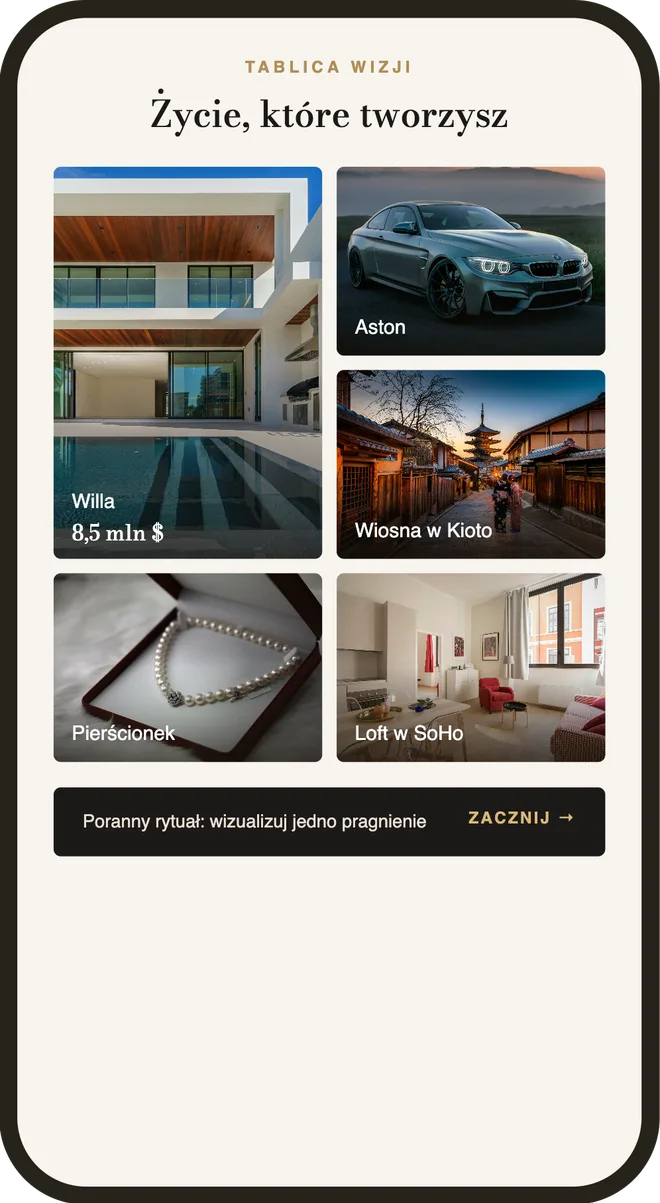 TABLICA WIZJI
Życie, które tworzysz
Aston
Willa
8,5 mln $
Wiosna w Kioto
Pierścionek
Loft w SoHo
Poranny rytuał: wizualizuj jedno pragnienie
ZACZNIJ →